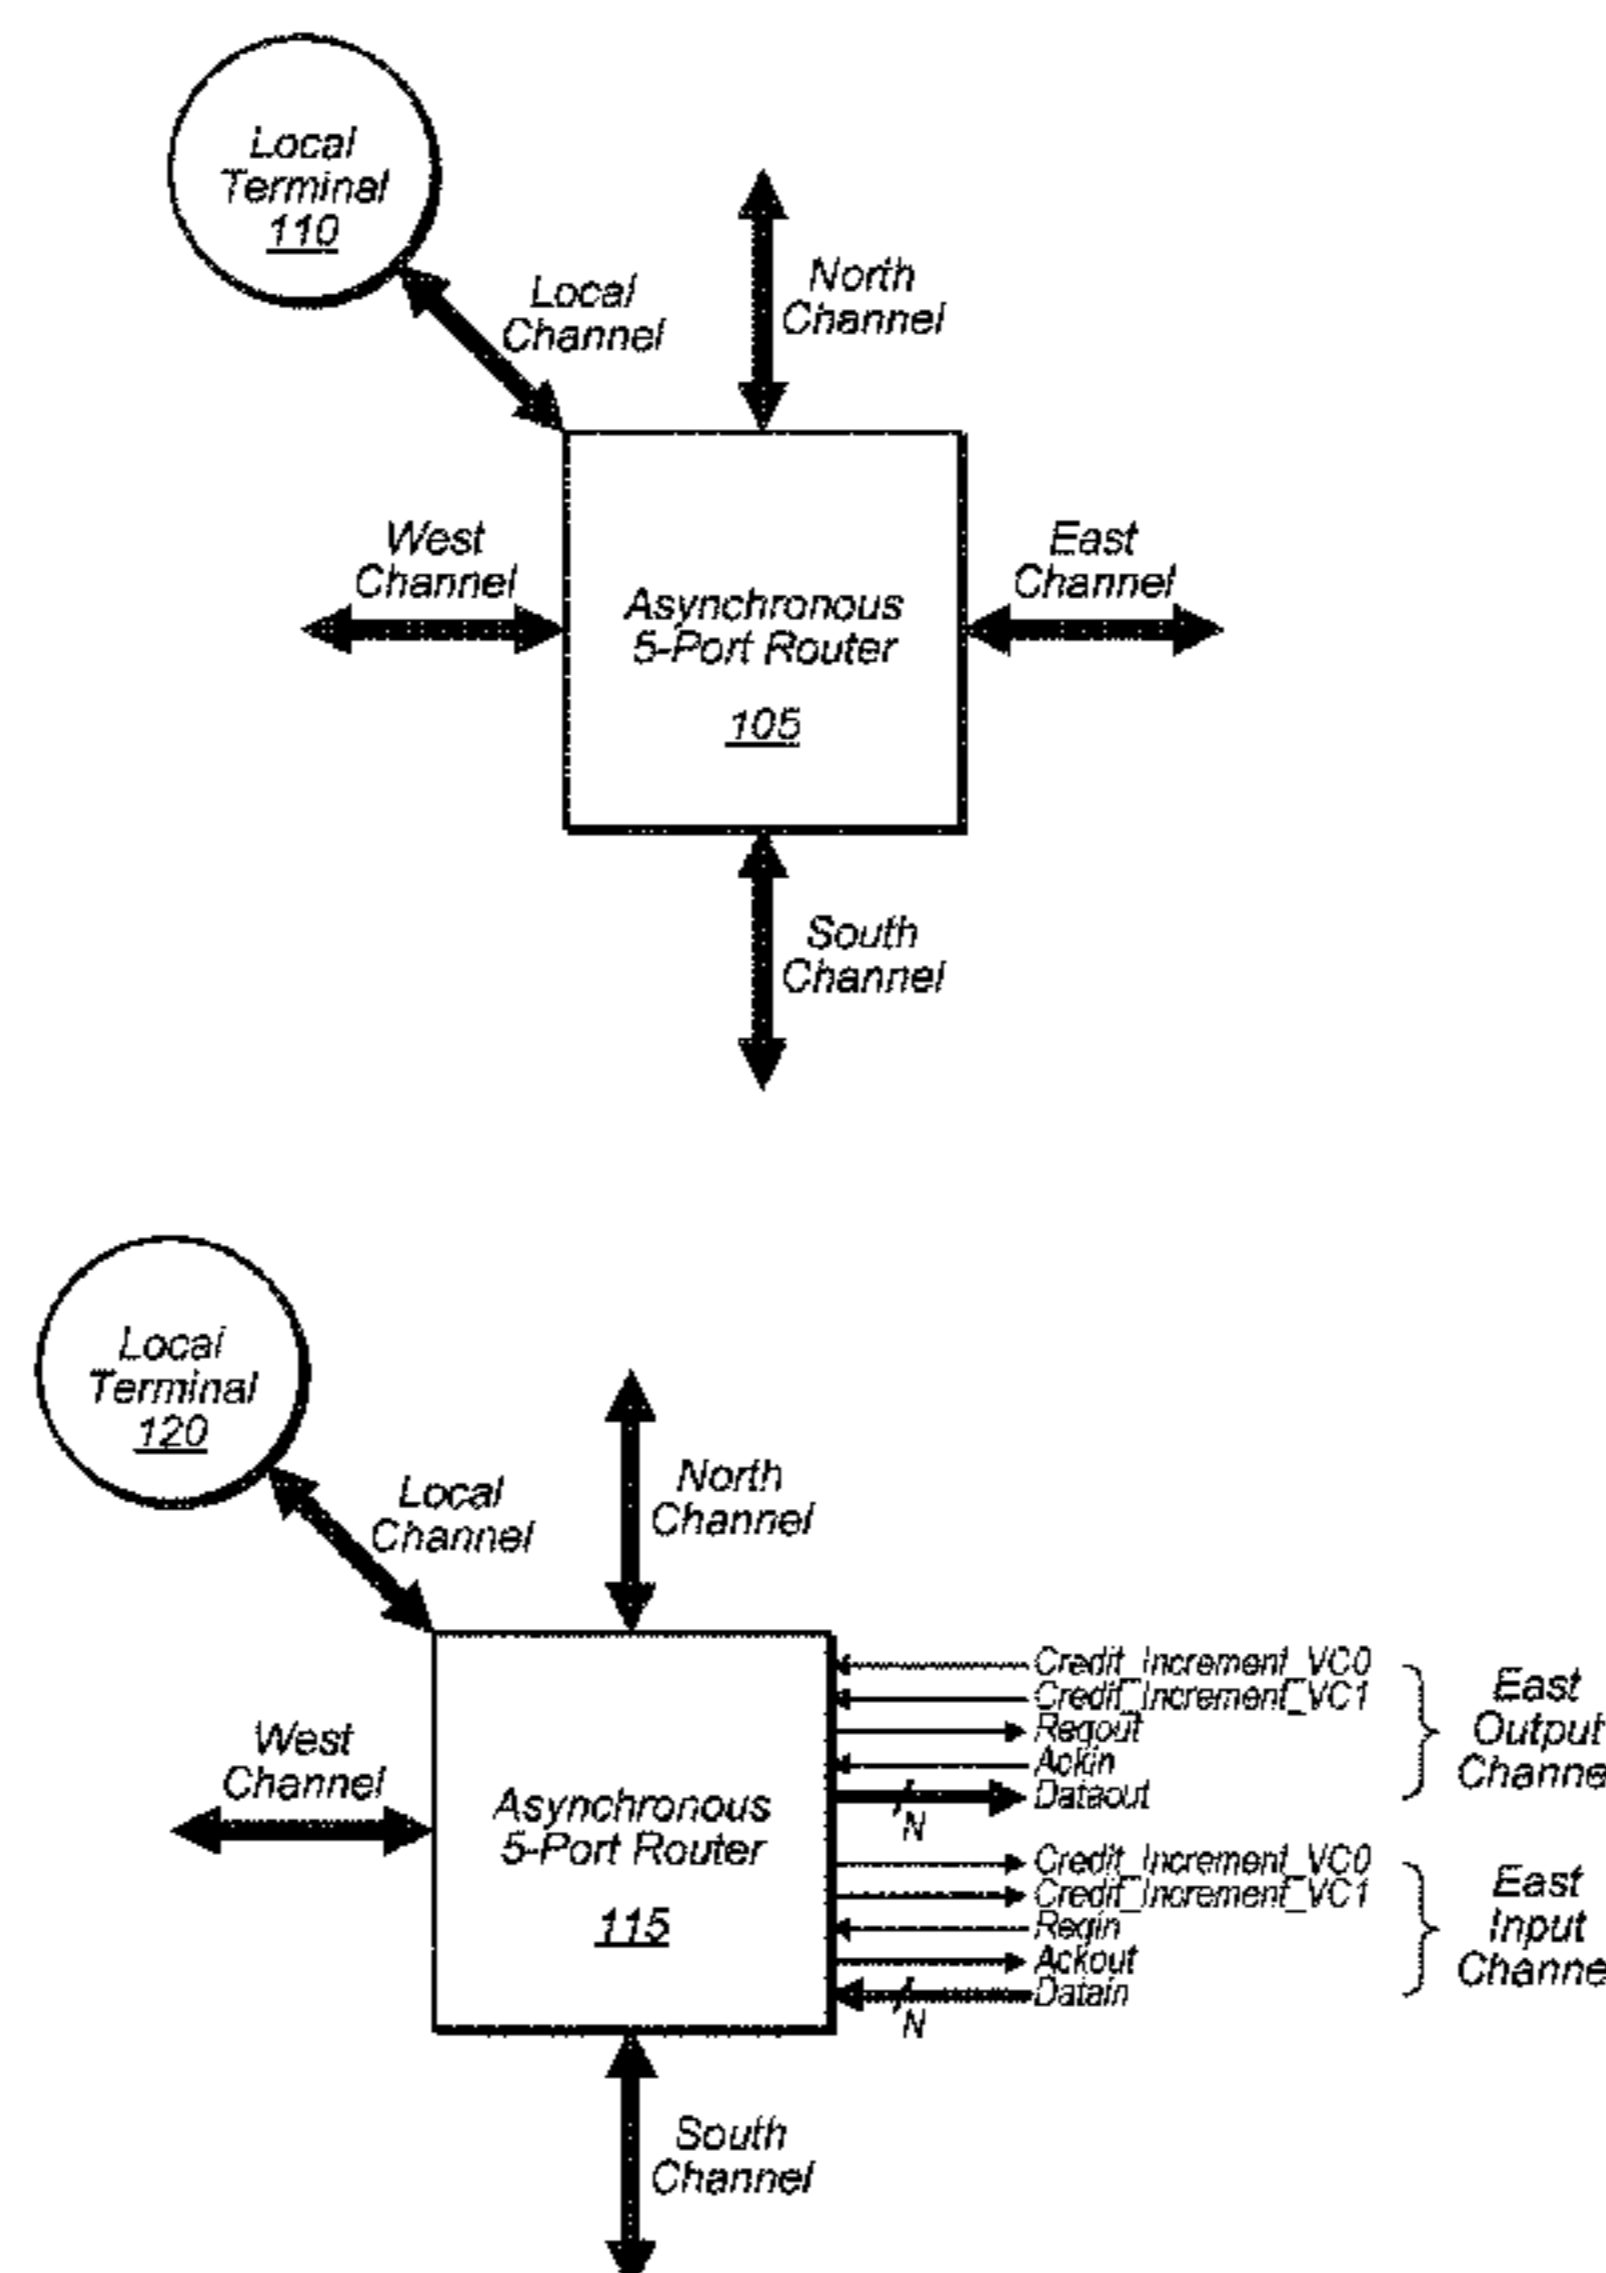 Local
Terminal
110
Local
Channel
North
Channel
West
Channel
East
Channel
Asynchronous
5-Port Router
105
South
Channel
Local
Terminal
120
Local
Channel
North
Channel
West
Channel
Asynchronous
5-Port Router
115
Credit_Increment_VC0
Credit_Increment_VC1
Reqout
Ackin
Dataout
N
East
Output
Channe
Credit_Increment_VC0
Credit_Increment_VC1
Reqin
Ackout
Datain
N
East
Input
Channe
South
Channel